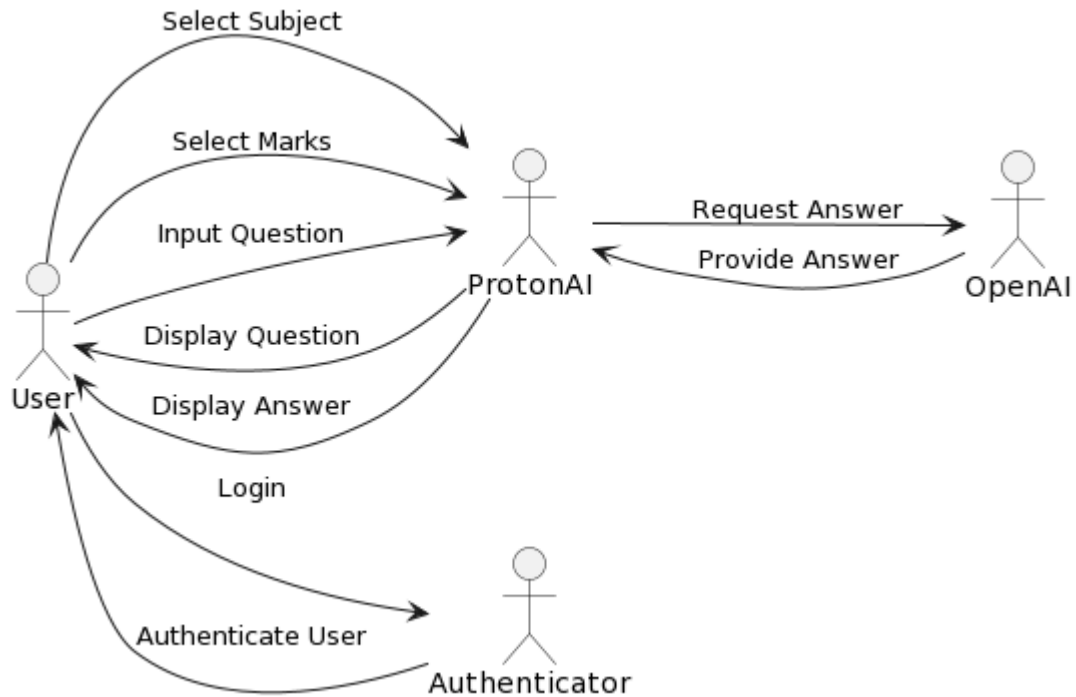 Select Subject
Select Marks
Input Question
Request Answer
Provide Answer
ProtonAI
OpenAI
Display Question
User
Display Answer
Login
Authenticate User
Authenticator